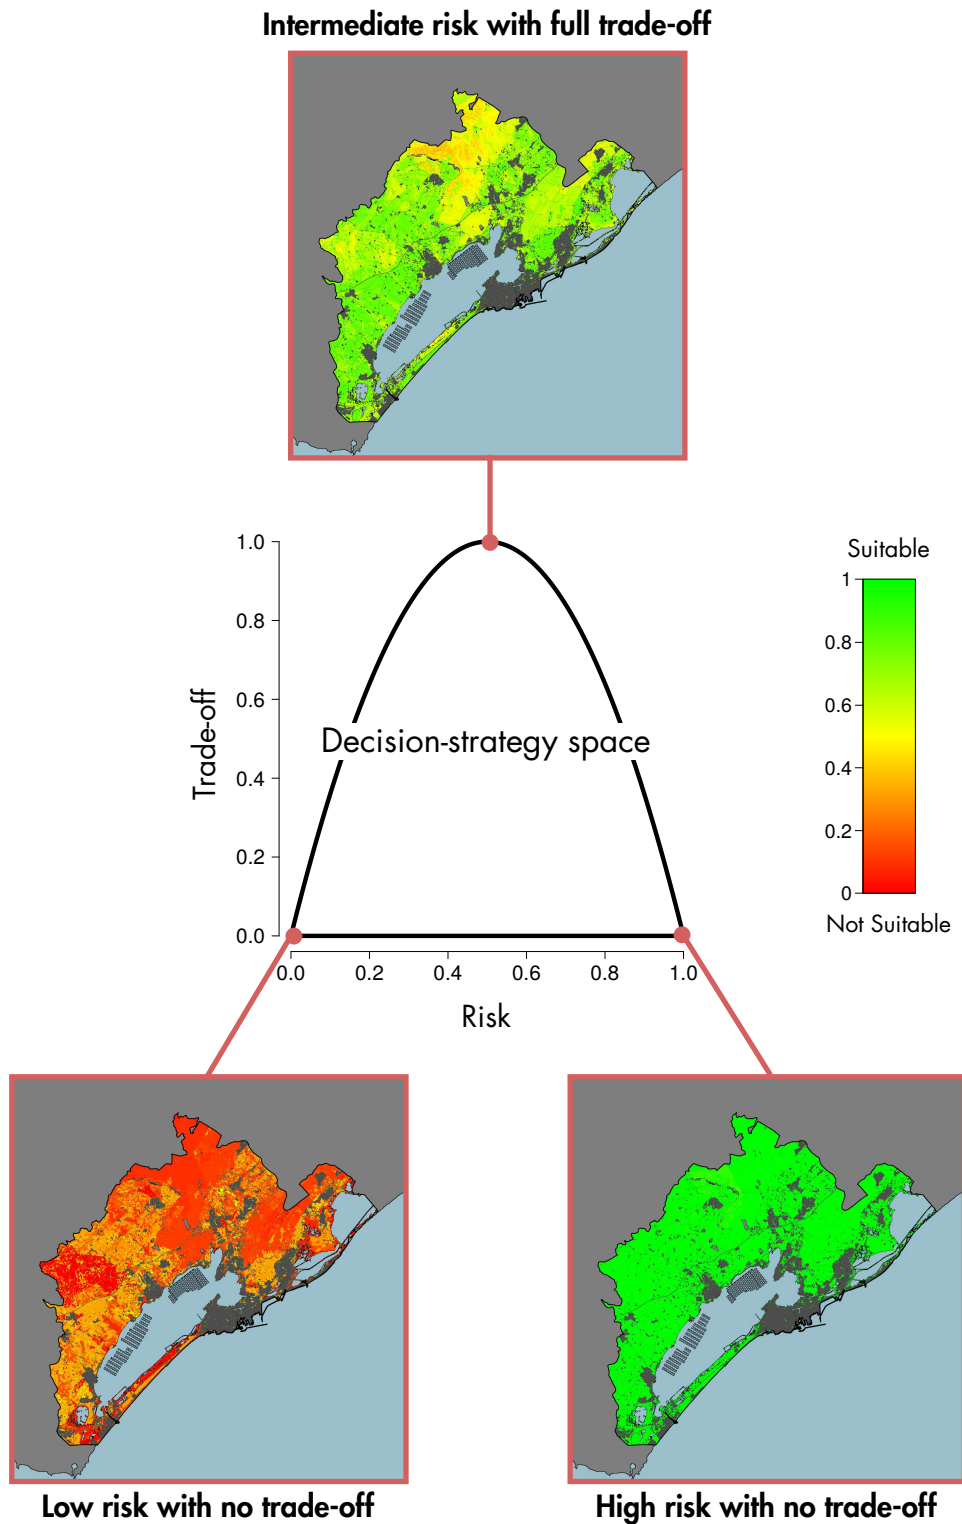 Intermediate risk with full trade-off
1.0
0.8
0.6
0.4
0.2
0.0
Trade-off
Decision-strategy space
0.0 0.2 0.4 0.6 0.8 1.0
Risk
Suitable
1
0.8
0.6
0.4
0.2
0
Not Suitable
Low risk with no trade-off
High risk with no trade-off